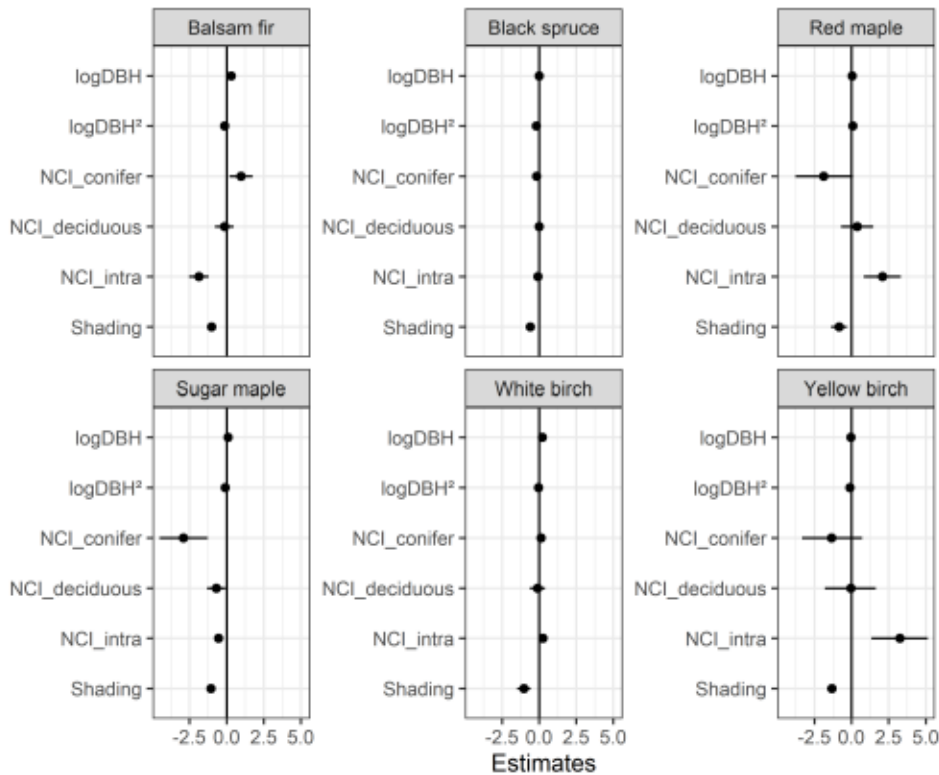 Balsam fir
Black spruce
Red maple
logDBH
logDBH²
NCI_conifer
NCI_deciduous
NCI_intra
Shading
logDBH
logDBH²
NCI_conifer
NCI_deciduous
NCI_intra
Shading
logDBH
logDBH²
NCI_conifer
NCI_deciduous
NCI_intra
Shading
Sugar maple
White birch
Yellow birch
logDBH
logDBH²
NCI_conifer
NCI_deciduous
NCI_intra
Shading
logDBH
logDBH²
NCI_conifer
NCI_deciduous
NCI_intra
Shading
logDBH
logDBH²
NCI_conifer
NCI_deciduous
NCI_intra
Shading
-2.5 0.0 2.5 5.0
-2.5 0.0 2.5 5.0
-2.5 0.0 2.5 5.0
Estimates